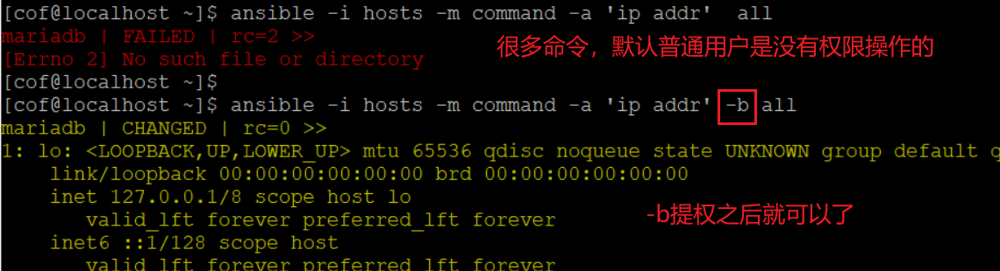 [cof@localhost ~]$ ansible -i hosts -m command -a 'ip addr'  all
mariadb | FAILED | rc=2 >>
[Errno 2] No such file or directory
很多命令，默认普通用户是没有权限操作的
[cof@localhost ~]$
[cof@localhost ~]$ ansible -i hosts -m command -a 'ip addr' -b all
mariadb | CHANGED | rc=0 >>
1: lo: <LOOPBACK,UP,LOWER_UP> mtu 65536 qdisc noqueue state UNKNOWN group default q
link/loopback 00:00:00:00:00:00 brd 00:00:00:00:00:00
inet 127.0.0.1/8 scope host lo
valid_lft forever preferred_lft forever
-b提权之后就可以了
inet6 ::1/128 scope host
valid_lft forever preferred_lft forever